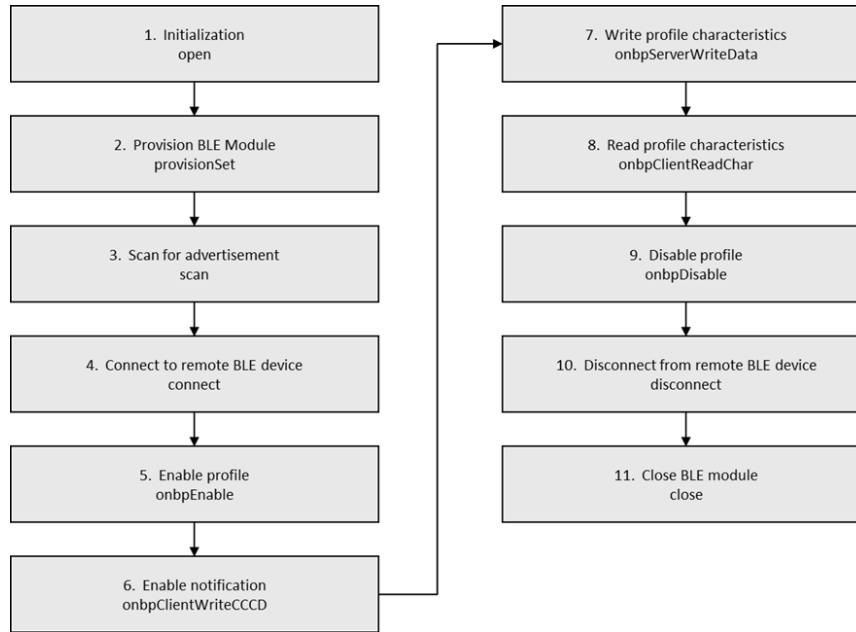 1. Initialization
open
2. Provision BLE Module
provisionSet
3. Scan for advertisement
scan
4. Connect to remote BLE device
connect
5. Enable profile
onbpEnable
6. Enable notification
onbpClientWriteCCCD
7. Write profile characteristics
onbpServerWriteData
8. Read profile characteristics
onbpClientReadChar
9. Disable profile
onbpDisable
10. Disconnect from remote BLE device
disconnect
11. Close BLE module
close